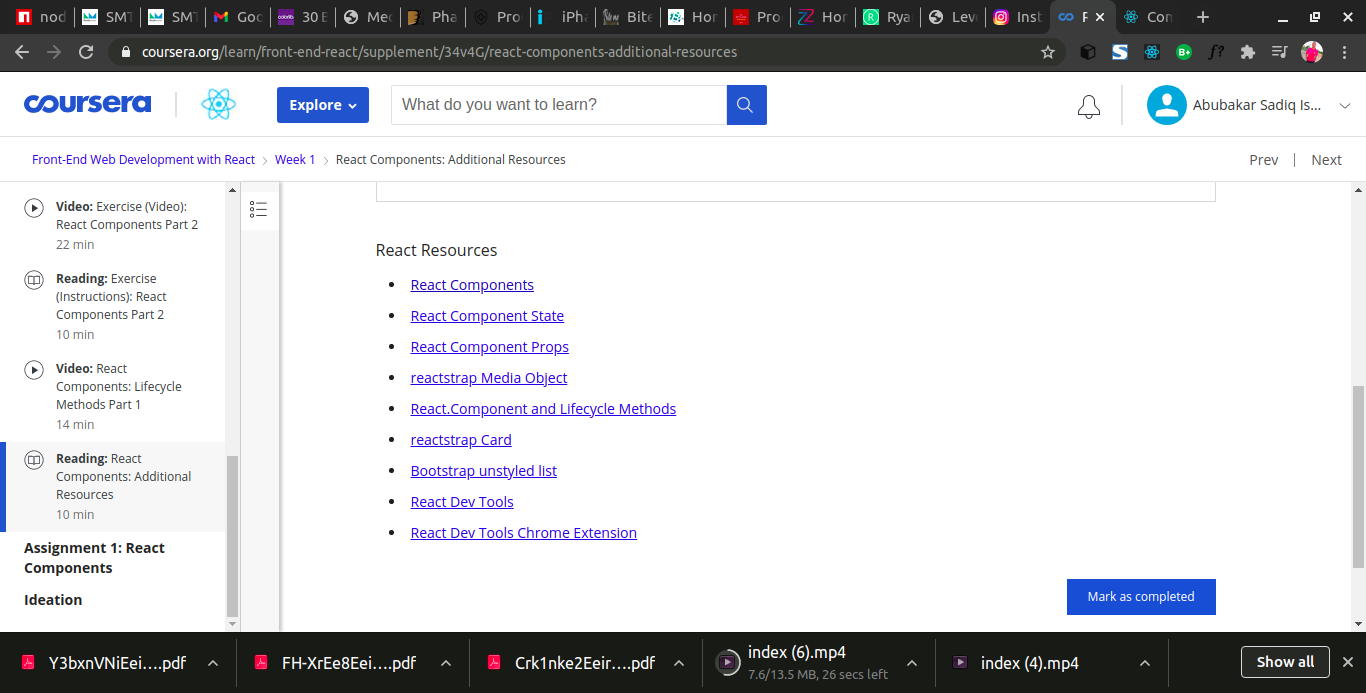 nod
SMT
SMT
Goo
colorlib
30 E
Med
Pha
Pro
iPha
Bite
Hor
Pro
Hor
Rya
Leve
Inst
Con
coursera.org/learn/front-end-react/supplement/34v4G/react-components-additional-resources
S
B+
f?
coursera
Explore
What do you want to learn?
Abubakar Sadiq Is...
Front-End Web Development with React
Week 1
React Components: Additional Resources
Prev | Next
Video: Exercise (Video):
React Components Part 2
22 min
Reading: Exercise
(Instructions): React
Components Part 2
10 min
Video: React
Components: Lifecycle
Methods Part 1
14 min
Reading: React
Components: Additional
Resources
10 min
Assignment 1: React
Components
Ideation
React Resources
React Components
React Component State
React Component Props
reactstrap Media Object
React.Component and Lifecycle Methods
reactstrap Card
Bootstrap unstyled list
React Dev Tools
React Dev Tools Chrome Extension
Mark as completed
Y3bxnVNiEei....pdf
FH-XrEe8Eei....pdf
Crk1nke2Eeir....pdf
index (6).mp4
7.6/13.5 MB, 26 secs left
index (4).mp4
Show all